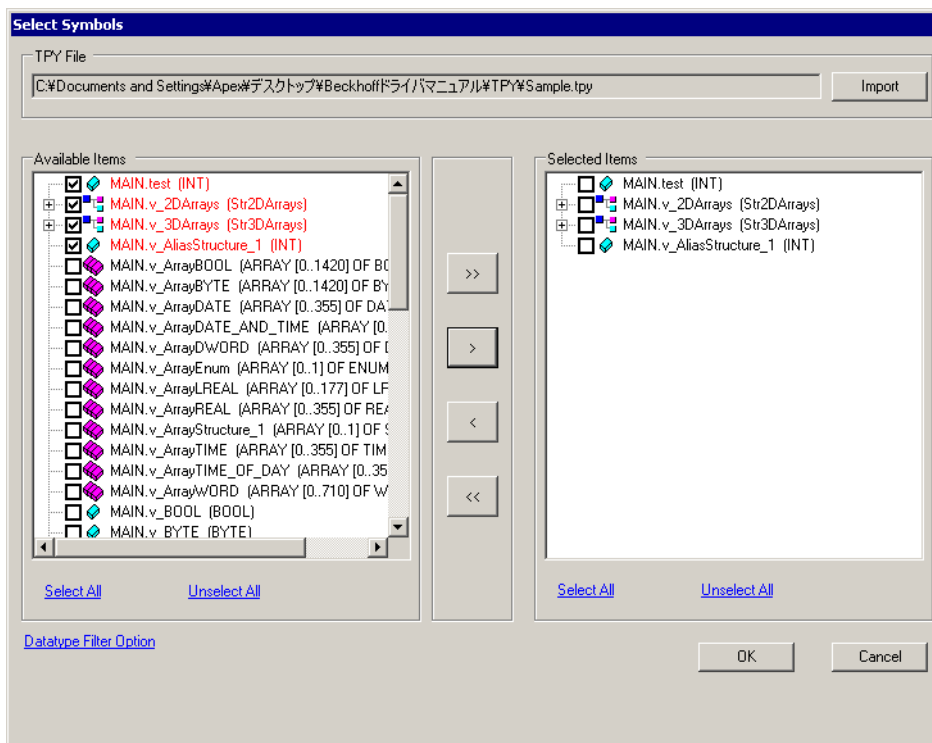 Select Symbols
TPY File
C:¥Documents and Settings¥Apex¥デスクトップ¥Beckhoffドライバマニュアル¥TPY¥Sample.tpy
Import
Available Items
MAIN.test (INT)
MAIN.v_2DArrays (Str2DArrays)
MAIN.v_3DArrays (Str3DArrays)
MAIN.v_AliasStructure_1 (INT)
MAIN.v_ArrayBOOL (ARRAY [0..1420] OF BO
MAIN.v_ArrayBYTE (ARRAY [0..1420] OF BY
MAIN.v_ArrayDATE (ARRAY [0..355] OF DA
MAIN.v_ArrayDATE_AND_TIME (ARRAY [0.
MAIN.v_ArrayDWORD (ARRAY [0..355] OF
MAIN.v_ArrayEnum (ARRAY [0..1] OF ENUM
MAIN.v_ArrayLREAL (ARRAY [0..177] OF
MAIN.v_ArrayREAL (ARRAY [0..355] OF REA
MAIN.v_ArrayStructure_1 (ARRAY [0..1] OF
MAIN.v_ArrayTIME (ARRAY [0..355] OF TIM
MAIN.v_ArrayTIME_OF_DAY (ARRAY [0..35
MAIN.v_ArrayWORD (ARRAY [0..710] OF W
MAIN.v_BOOL (BOOL)
MAIN.v_BYTE (BYTE)
Select All
Unselect All
Datatype Filter Option
>>
>
<
<<
Selected Items
MAIN.test (INT)
MAIN.v_2DArrays (Str2DArrays)
MAIN.v_3DArrays (Str3DArrays)
MAIN.v_AliasStructure_1 (INT)
Select All
Unselect All
OK
Cancel